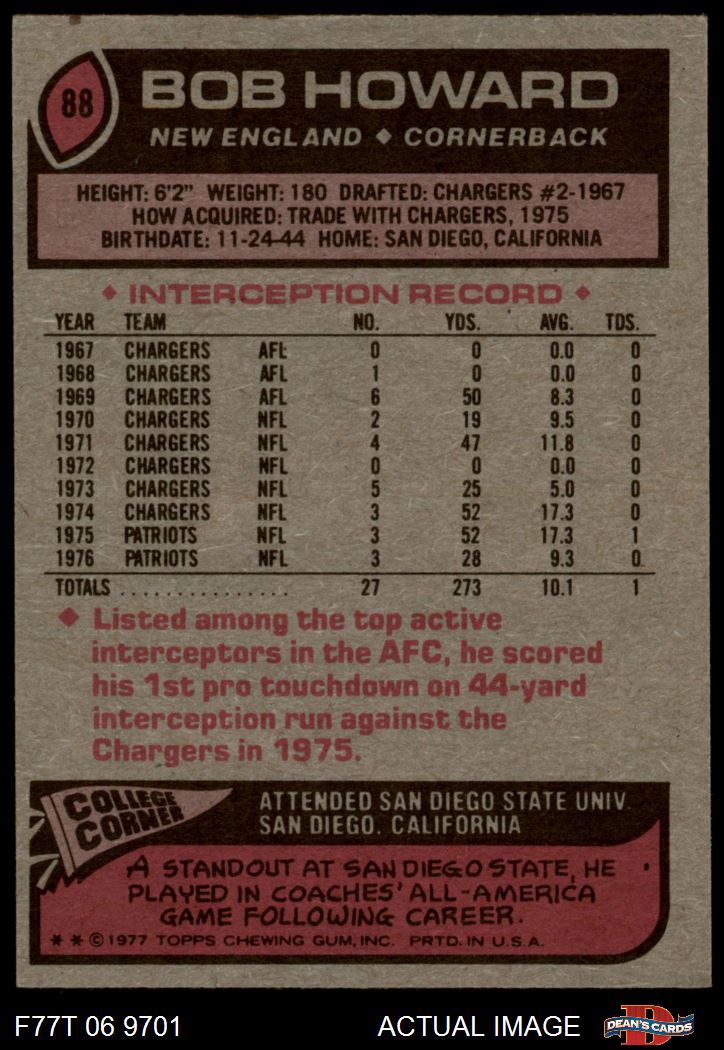 88
BOB HOWARD
NEW ENGLAND ◆ CORNERBACK
HEIGHT: 6'2" WEIGHT: 180 DRAFTED: CHARGERS #2-1967
HOW ACQUIRED: TRADE WITH CHARGERS, 1975
BIRTHDATE: 11-24-44 HOME: SAN DIEGO, CALIFORNIA
◆ INTERCEPTION RECORD ◆
YEAR TEAM NO. YDS. AVG. TDS.
1967 CHARGERS AFL 0 0 0.0 0
1968 CHARGERS AFL 1 0 0.0 0
1969 CHARGERS AFL 6 50 8.3 0
1970 CHARGERS NFL 2 19 9.5 0
1971 CHARGERS NFL 4 47 11.8 0
1972 CHARGERS NFL 0 0 0.0 0
1973 CHARGERS NFL 5 25 5.0 0
1974 CHARGERS NFL 3 52 17.3 0
1975 PATRIOTS NFL 3 52 17.3 1
1976 PATRIOTS NFL 3 28 9.3 0
TOTALS . . . . . . . . . . . . . . . 27 273 10.1 1
◆ Listed among the top active
interceptors in the AFC, he scored
his 1st pro touchdown on 44-yard
interception run against the
Chargers in 1975.
COLLEGE
CORNER
ATTENDED SAN DIEGO STATE UNIV.
SAN DIEGO, CALIFORNIA
A STANDOUT AT SAN DIEGO STATE, HE
PLAYED IN COACHES' ALL-AMERICA
GAME FOLLOWING CAREER.
* * © 1977 TOPPS CHEWING GUM, INC. PRTD. IN U.S.A.
F77T 06 9701 ACTUAL IMAGE
D
DEAN'S CARDS